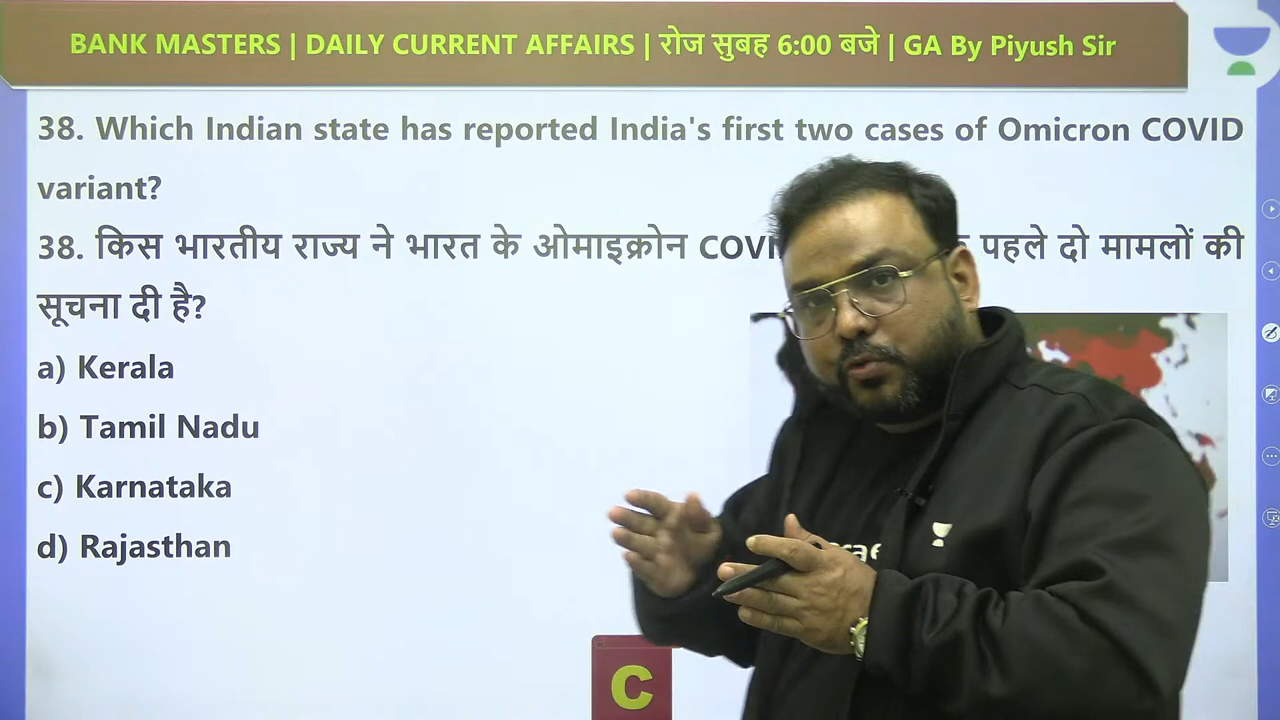 BANK MASTERS | DAILY CURRENT AFFAIRS | रोज सुबह 6:00 बजे | GA By Piyush Sir
38. Which Indian state has reported India's first two cases of Omicron COVID
variant?
38. किस भारतीय राज्य ने भारत के ओमाइक्रोन पहले दो मामलों की
सूचना दी है?
a) Kerala
b) Tamil Nadu
c) Karnataka
d) Rajasthan
C